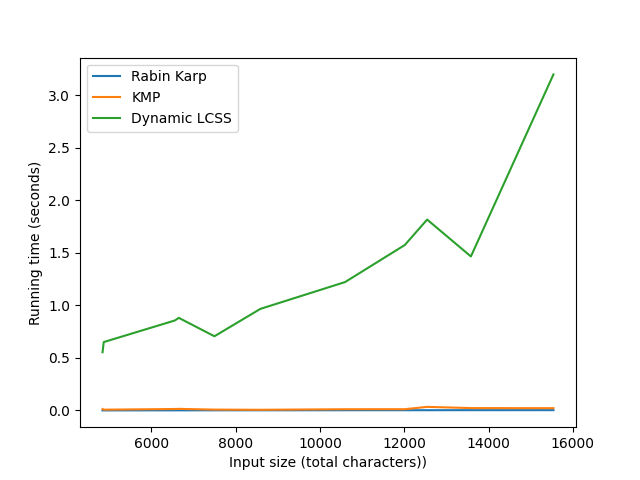 Rabin Karp
KMP
Dynamic LCSS
3.0
2.5
2.0
1.5
1.0
0.5
0.0
Running time (seconds)
6000 8000 10000 12000 14000 16000
Input size (total characters))